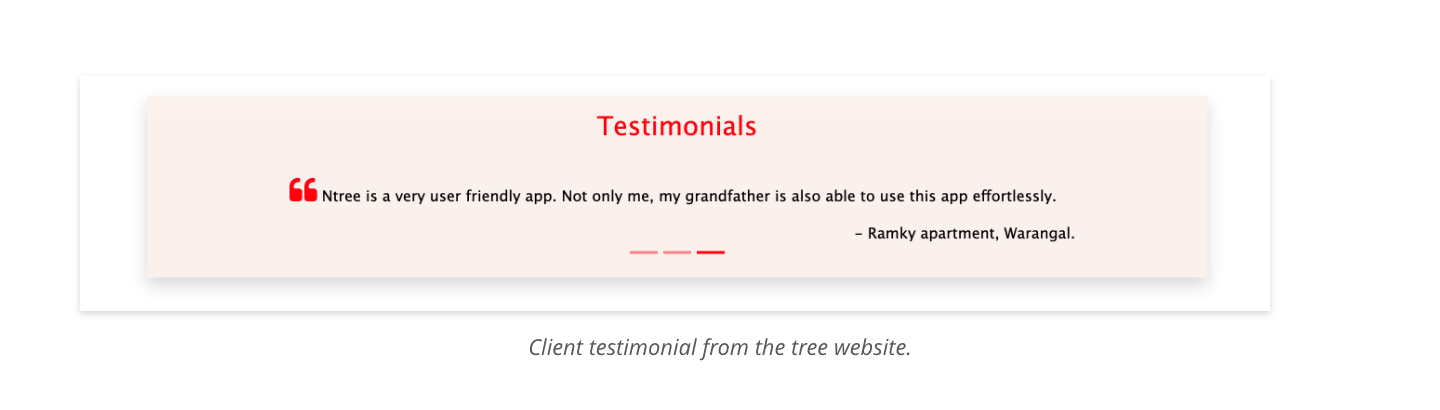 Testimonials
❝ Ntree is a very user friendly app. Not only me, my grandfather is also able to use this app effortlessly.
– Ramky apartment, Warangal.
Client testimonial from the tree website.